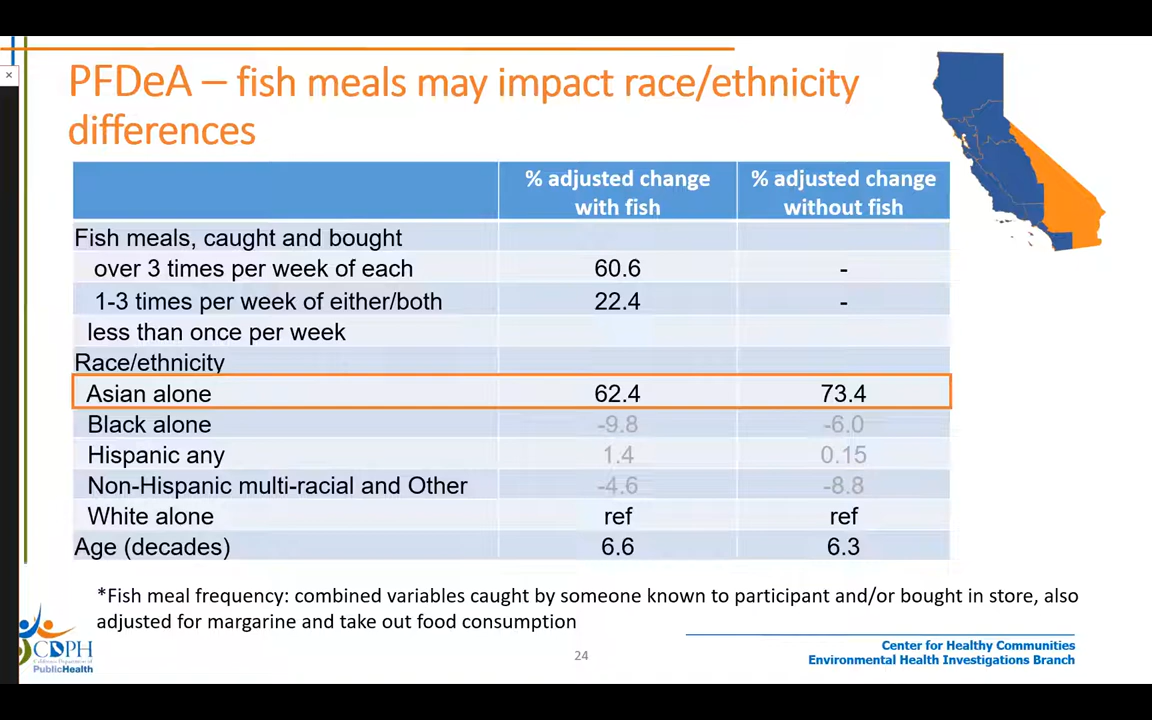 PFDeA – fish meals may impact race/ethnicity
differences
% adjusted change with fish % adjusted change without fish
Fish meals, caught and bought
over 3 times per week of each 60.6 -
1-3 times per week of either/both 22.4 -
less than once per week
Race/ethnicity
Asian alone 62.4 73.4
Black alone -9.8 -6.0
Hispanic any 1.4 0.15
Non-Hispanic multi-racial and Other -4.6 -8.8
White alone ref ref
Age (decades) 6.6 6.3
*Fish meal frequency: combined variables caught by someone known to participant and/or bought in store, also
adjusted for margarine and take out food consumption
CDPH
PublicHealth
24
Center for Healthy Communities
Environmental Health Investigations Branch